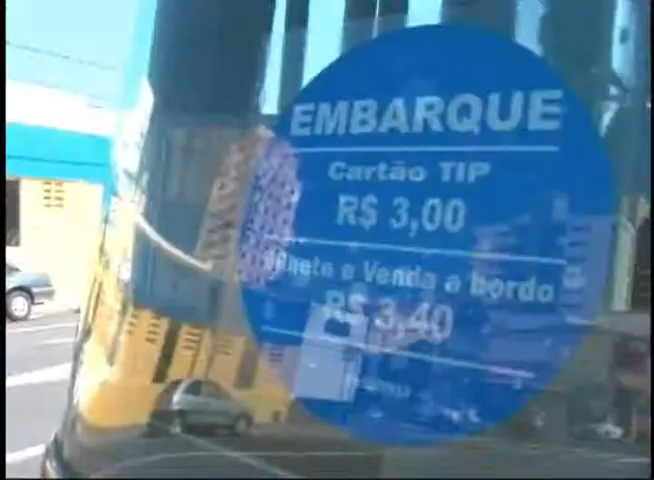 EMBARQUE
Cartão TIP
R$ 3,00
e Venda a bordo
R$ 3,40